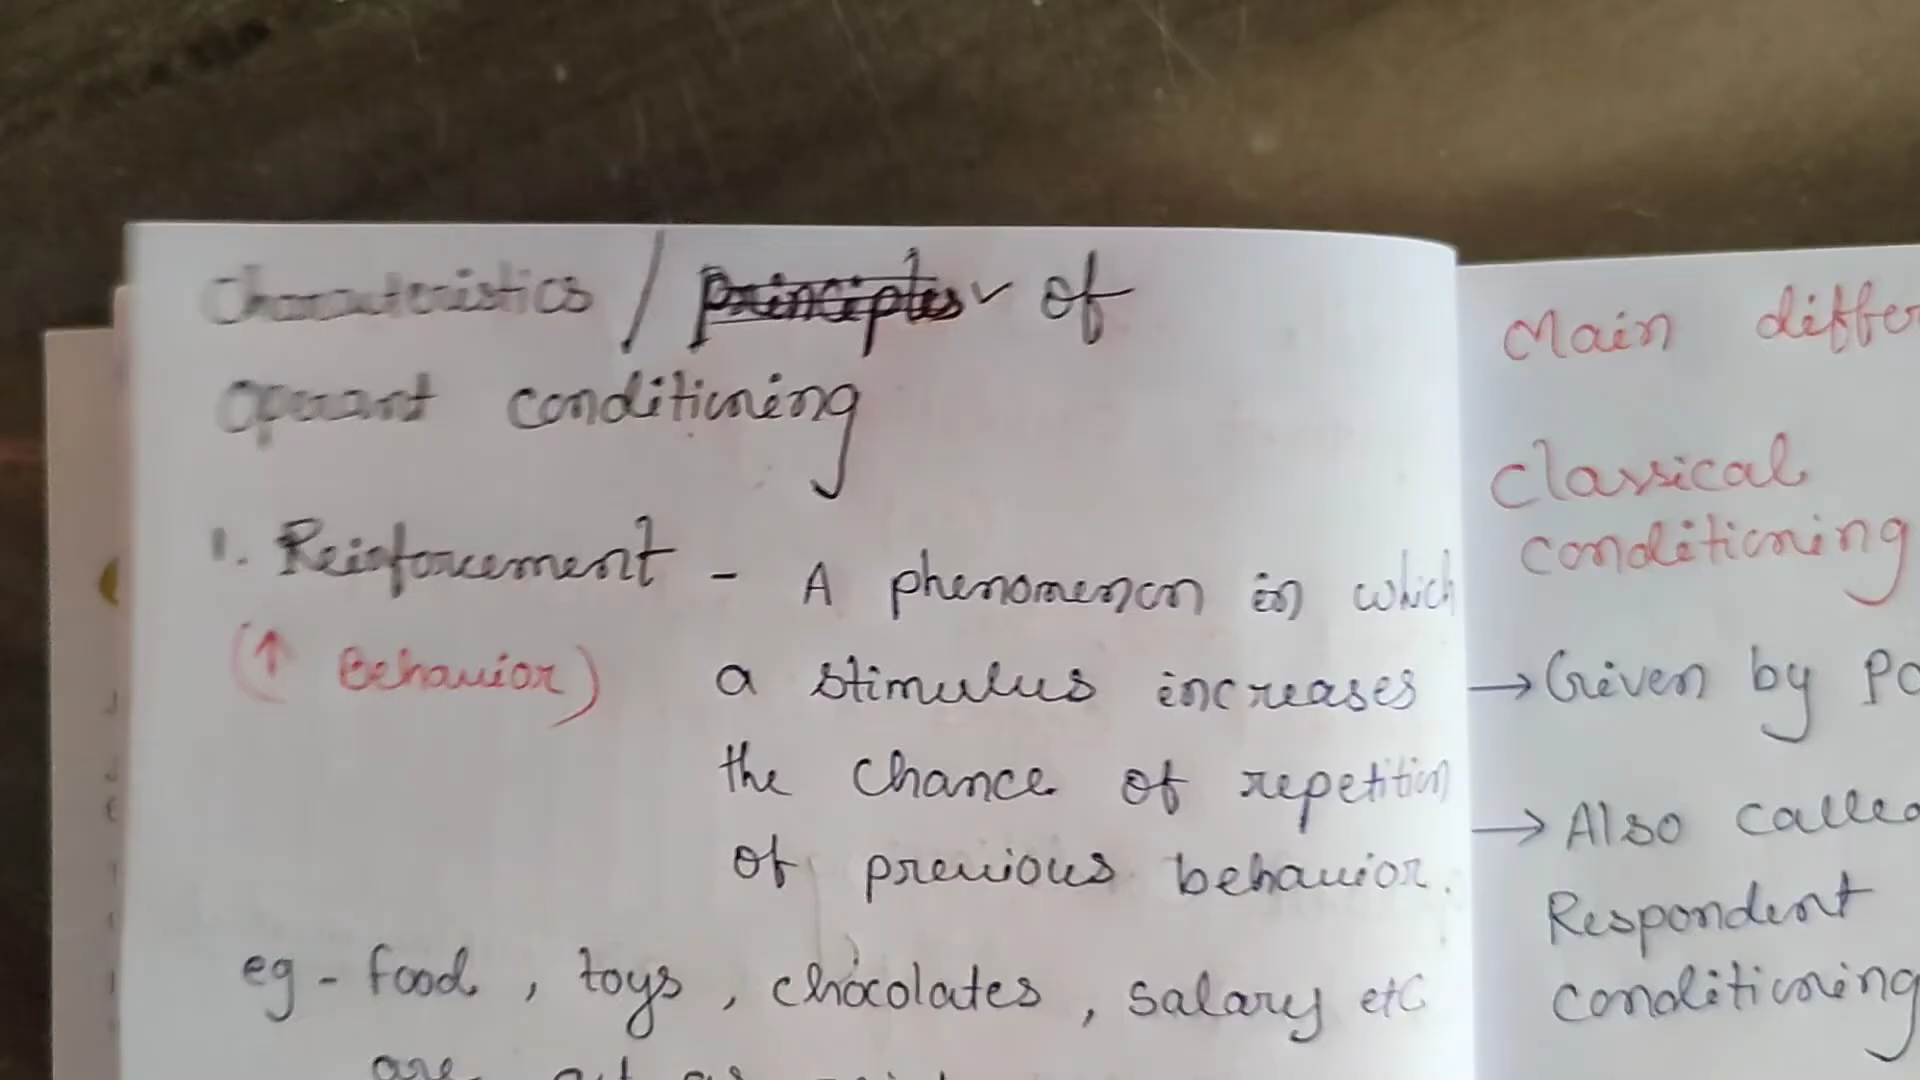 Characteristics / principles ✓ of
Operant conditioning
1. Reinforcement - A phenomenon in which
(↑ Behavior) a stimulus increases
the chance of repetition
of previous behavior.
eg - food, toys, chocolates, salary etc
are
Main
Classical
conditioning
→ Given by
→ Also called
Respondent
conditioning